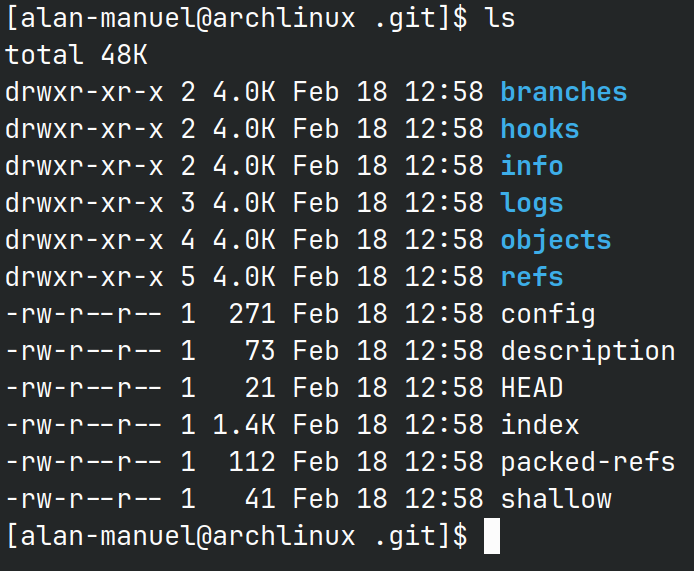 [alan-manuel@archlinux .git]$ ls
total 48K
drwxr-xr-x 2 4.0K Feb 18 12:58 branches
drwxr-xr-x 2 4.0K Feb 18 12:58 hooks
drwxr-xr-x 2 4.0K Feb 18 12:58 info
drwxr-xr-x 3 4.0K Feb 18 12:58 logs
drwxr-xr-x 4 4.0K Feb 18 12:58 objects
drwxr-xr-x 5 4.0K Feb 18 12:58 refs
-rw-r--r-- 1  271 Feb 18 12:58 config
-rw-r--r-- 1   73 Feb 18 12:58 description
-rw-r--r-- 1   21 Feb 18 12:58 HEAD
-rw-r--r-- 1 1.4K Feb 18 12:58 index
-rw-r--r-- 1  112 Feb 18 12:58 packed-refs
-rw-r--r-- 1   41 Feb 18 12:58 shallow
[alan-manuel@archlinux .git]$